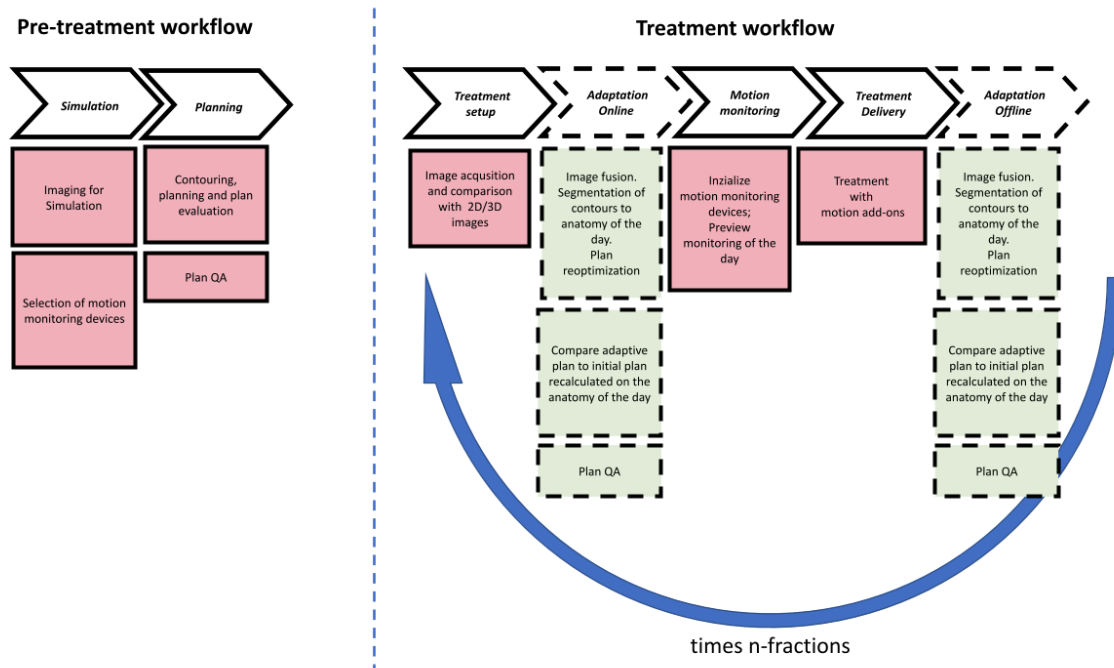 Pre-treatment workflow
Treatment workflow
Simulation
Planning
Treatment
setup
Adaptation
Online
Motion
monitoring
Treatment
Delivery
Adaptation
Offline
Imaging for
Simulation
Selection of motion
monitoring devices
Contouring,
planning and plan
evaluation
Plan QA
Image acqusition
and comparison
with 2D/3D
images
Image fusion.
Segmentation of
contours to
anatomy of the
day.
Plan
reoptimization
Compare adaptive
plan to initial plan
recalculated on the
anatomy of the day
Plan QA
Inzialize
motion monitoring
devices;
Preview
monitoring of the
day
Treatment
with
motion add-ons
Image fusion.
Segmentation of
contours to
anatomy of the
day.
Plan
reoptimization
Compare adaptive
plan to initial plan
recalculated on the
anatomy of the day
Plan QA
times n-fractions